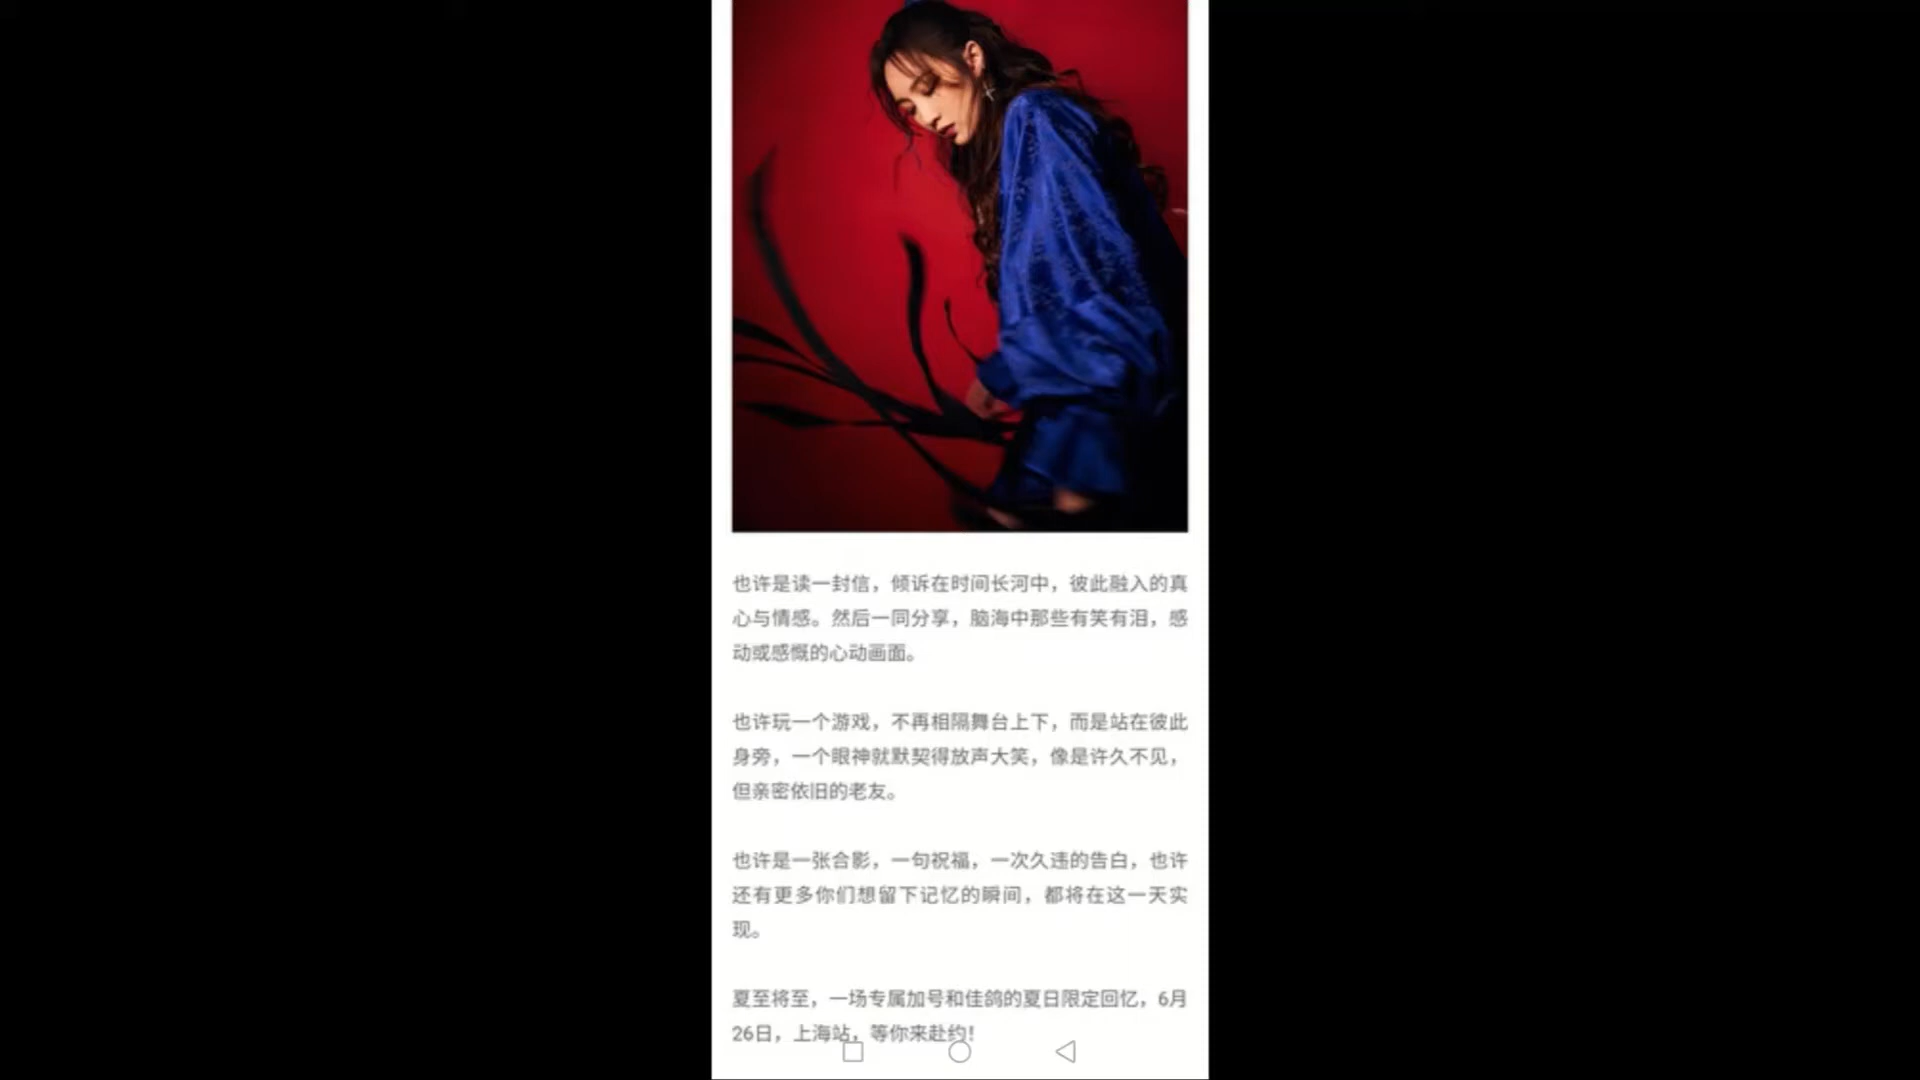 也许是读一封信，倾诉在时间长河中，彼此融入的真
心与情感。然后一同分享，脑海中那些有笑有泪，感
动或感慨的心动画面。
也许玩一个游戏，不再相隔舞台上下，而是站在彼此
身旁，一个眼神就默契得放声大笑，像是许久不见，
但亲密依旧的老友。
也许是一张合影，一句祝福，一次久违的告白，也许
还有更多你们想留下记忆的瞬间，都将在这一天实
现。
夏至将至，一场专属加号和佳鸽的夏日限定回忆，6月
26日，上海站，等你来赴约！